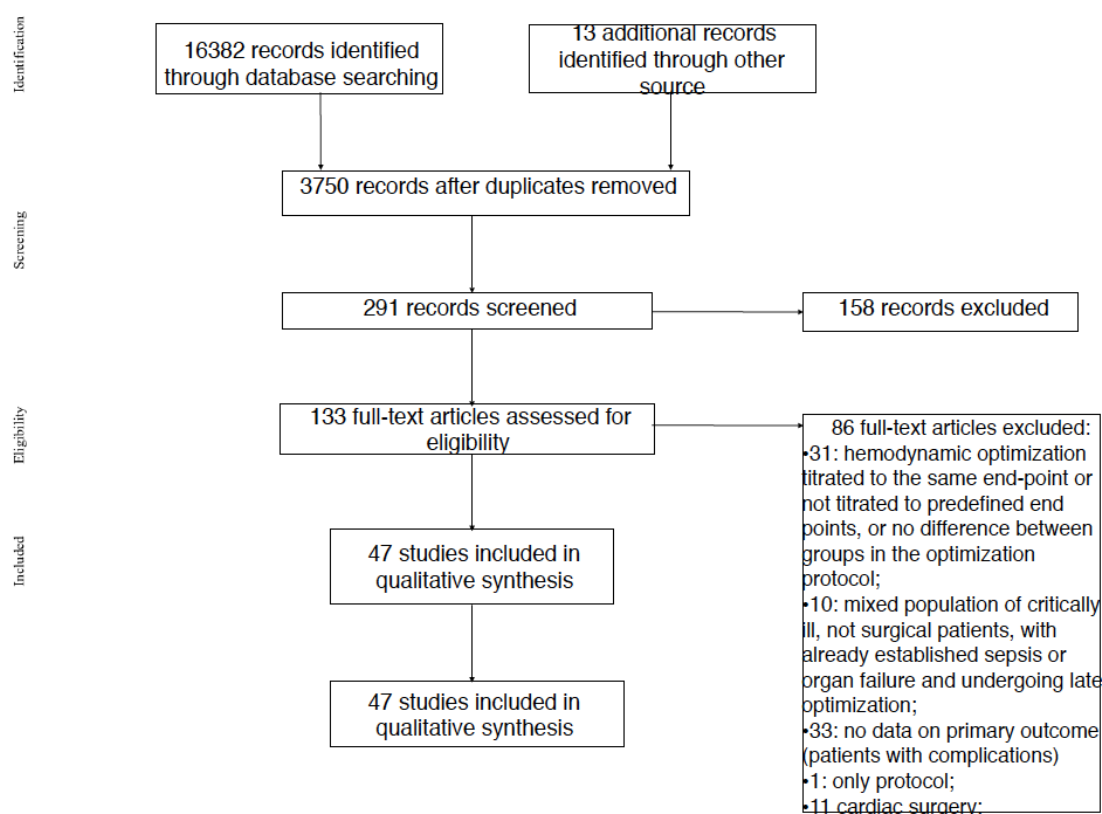 Identification
16382 records identified
through database searching
13 additional records
identified through other
source
3750 records after duplicates removed
Screening
291 records screened
158 records excluded
Eligibility
133 full-text articles assessed for
eligibility
86 full-text articles excluded:
•31: hemodynamic optimization
titrated to the same end-point or
not titrated to predefined end
points, or no difference between
groups in the optimization
protocol;
•10: mixed population of critically
ill, not surgical patients, with
already established sepsis or
organ failure and undergoing late
optimization;
•33: no data on primary outcome
(patients with complications)
•1: only protocol;
•11 cardiac surgery;
Included
47 studies included in
qualitative synthesis
47 studies included in
qualitative synthesis